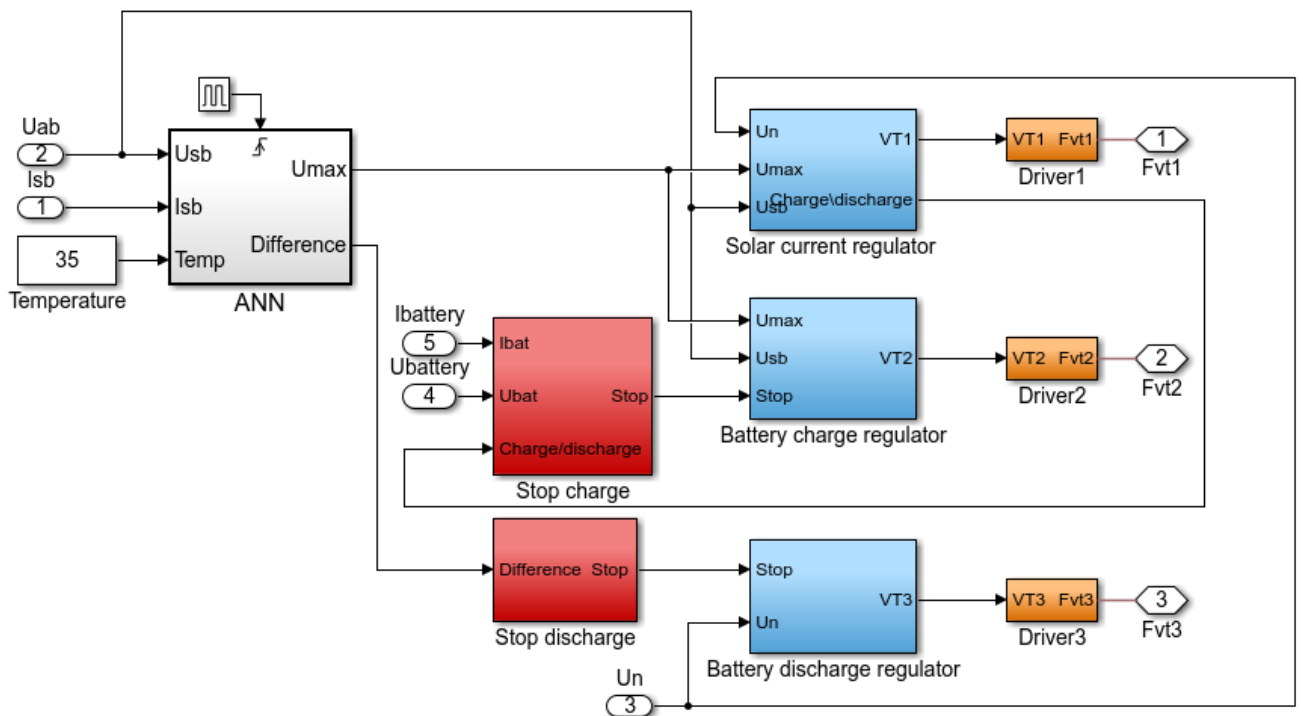 Uab
2
Isb
1
35
Temperature
Usb
Isb
Temp
Umax
Difference
ANN
Un
Umax
Usb
VT1
Charge\discharge
Solar current regulator
VT1 Fvt1
Driver1
1
Fvt1
Ibattery
5
Ubattery
4
Ibat
Ubat
Charge/discharge
Stop
Stop charge
Umax
Usb
Stop
VT2
Battery charge regulator
VT2 Fvt2
Driver2
2
Fvt2
Difference Stop
Stop discharge
Stop
Un
VT3
Battery discharge regulator
VT3 Fvt3
Driver3
3
Fvt3
Un
3